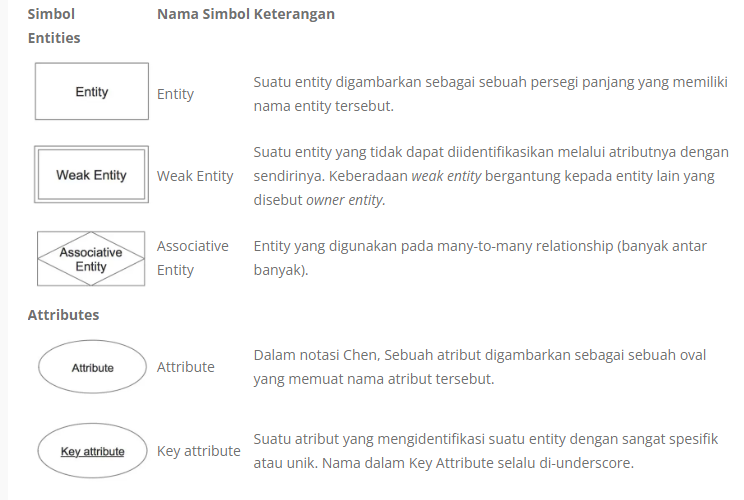 Simbol Nama Simbol Keterangan
Entities
Entity
Entity
Suatu entity digambarkan sebagai sebuah persegi panjang yang memiliki
nama entity tersebut.
Weak Entity
Weak Entity
Suatu entity yang tidak dapat diidentifikasikan melalui atributnya dengan
sendirinya. Keberadaan weak entity bergantung kepada entity lain yang
disebut owner entity.
Associative
Entity
Associative
Entity
Entity yang digunakan pada many-to-many relationship (banyak antar
banyak).
Attributes
Attribute
Attribute
Dalam notasi Chen, Sebuah atribut digambarkan sebagai sebuah oval
yang memuat nama atribut tersebut.
Key attribute
Key attribute
Suatu atribut yang mengidentifikasi suatu entity dengan sangat spesifik
atau unik. Nama dalam Key Attribute selalu di-underscore.